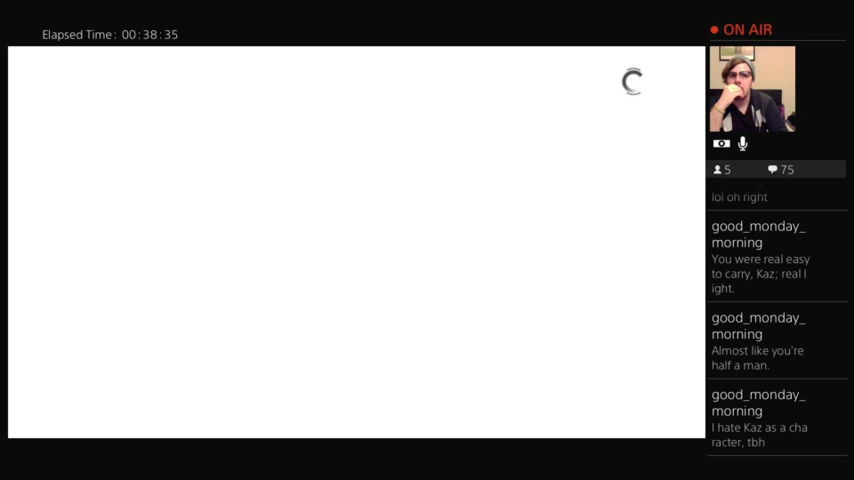 Elapsed Time: 00:38:35
ON AIR
5
75
lol oh right
good_monday_
morning
You were real easy
to carry, Kaz; real l
ight.
good_monday_
morning
Almost like you're
half a man.
good_monday_
morning
I hate Kaz as a cha
racter, tbh